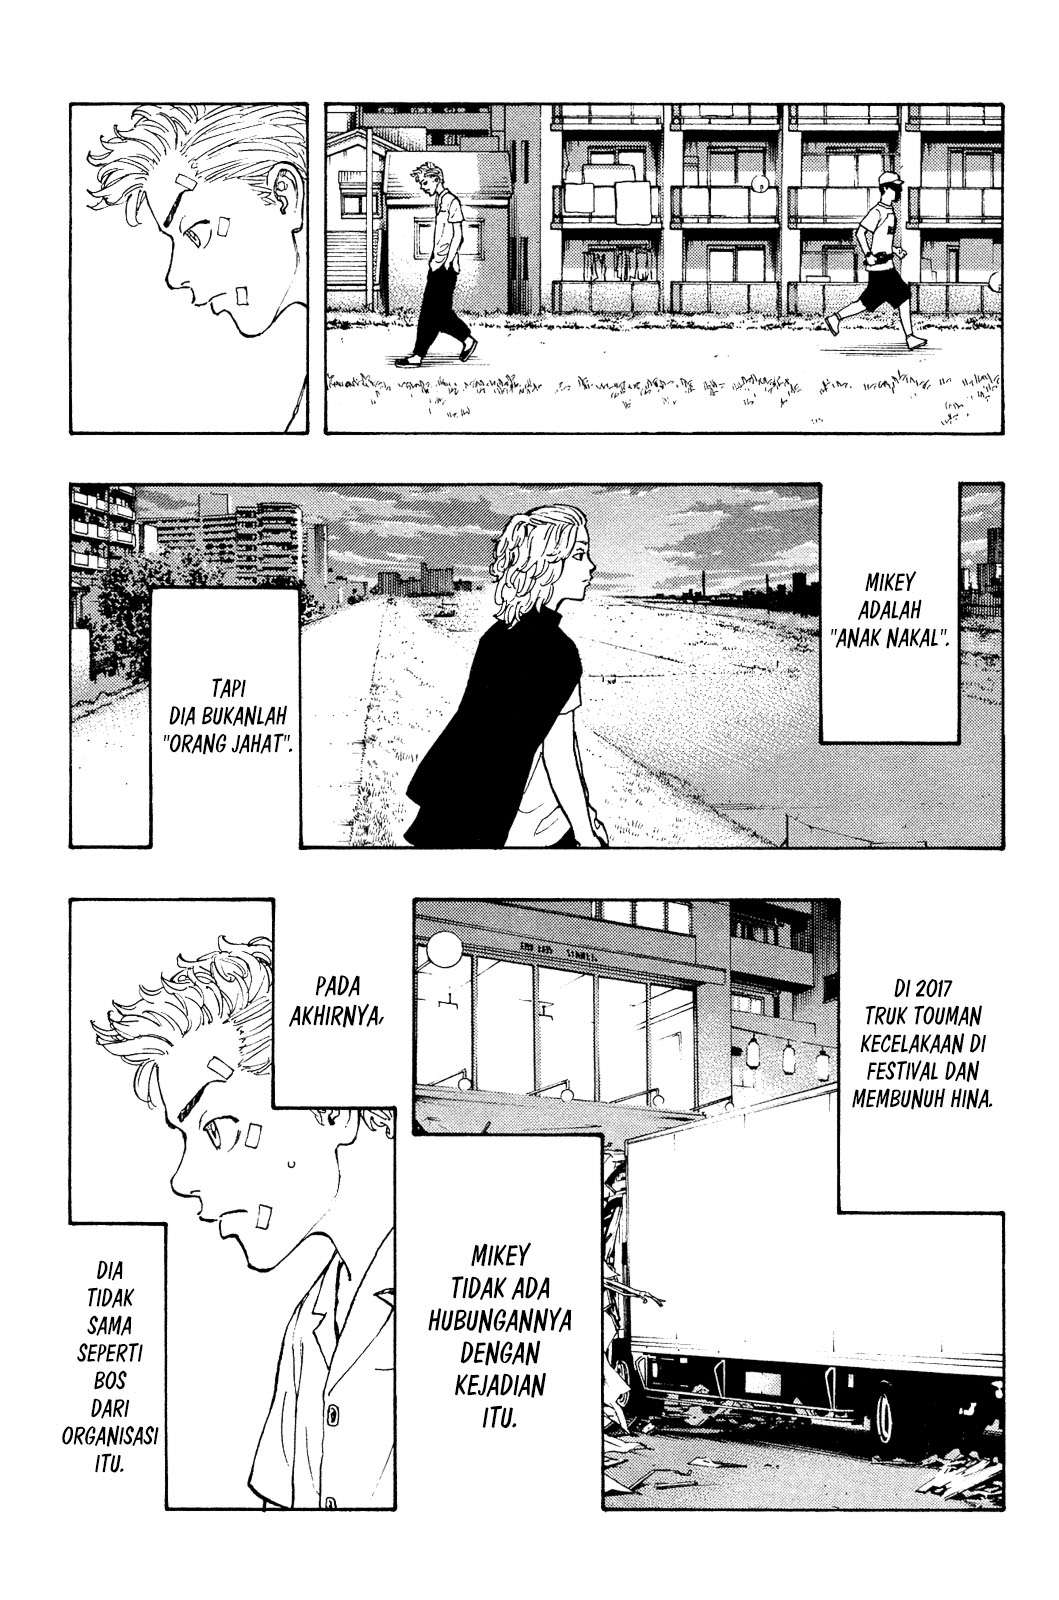 MIKEY
ADALAH
"ANAK NAKAL".
TAPI
DIA BUKANLAH
"ORANG JAHAT".
DI 2017
TRUK TOUMAN
KECELAKAAN DI
FESTIVAL DAN
MEMBUNUH HINA.
MIKEY
TIDAK ADA
HUBUNGANNYA
DENGAN
KEJADIAN
ITU.
PADA
AKHIRNYA,
DIA
TIDAK
SAMA
SEPERTI
BOS
DARI
ORGANISASI
ITU.